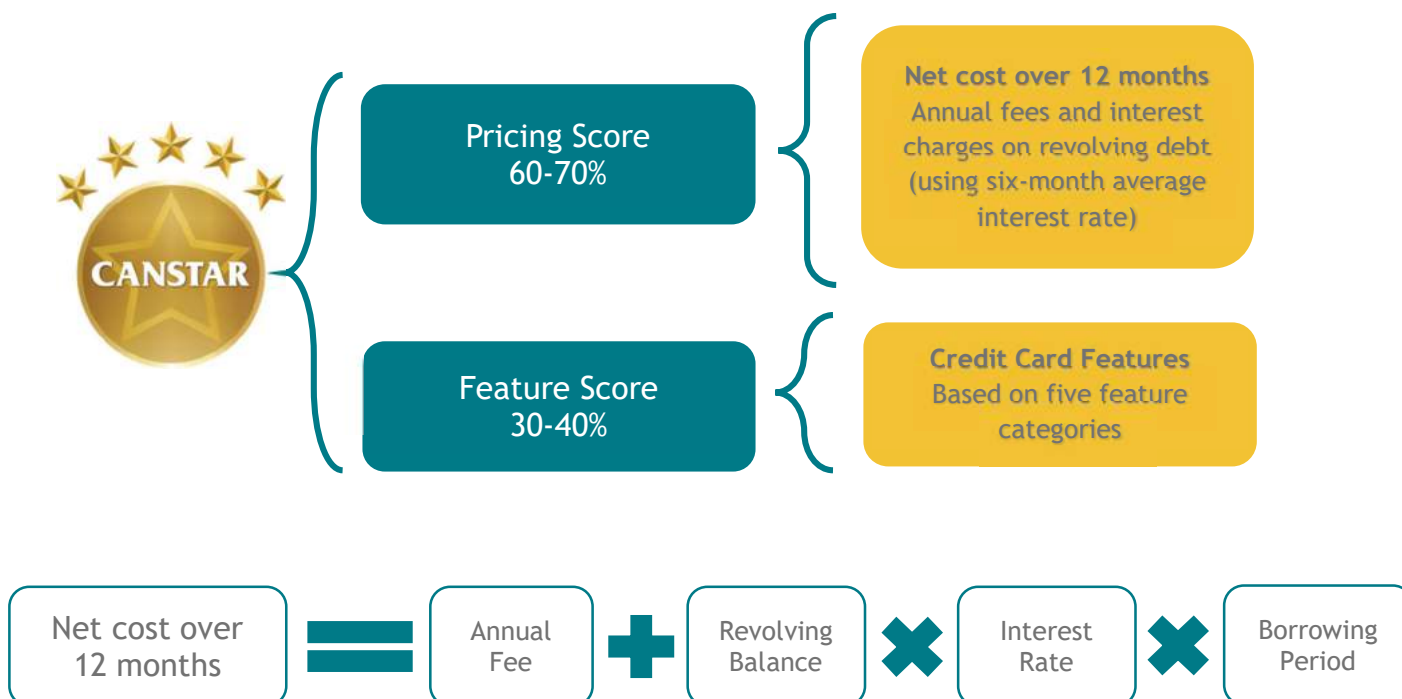 CANSTAR
Pricing Score
60-70%
Net cost over 12 months
Annual fees and interest
charges on revolving debt
(using six-month average
interest rate)
Feature Score
30-40%
Credit Card Features
Based on five feature
categories
Net cost over
12 months
Annual
Fee
Revolving
Balance
Interest
Rate
Borrowing
Period